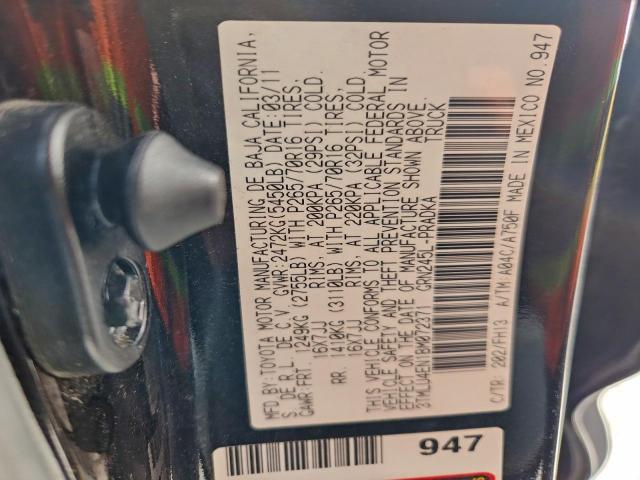 MFD.BY:TOYOTA MOTOR MANUFACTURING DE BAJA CALIFORNIA,
S. DE R.L. DE C.V. GVWR:2472KG(5450LB) DATE:03/11
GAWR:FRT. 1249KG (2755LB) WITH P265/70R16 TIRES,
16X7JJ RIMS, AT 200KPA (29PSI) COLD.
RR. 1410KG (3110LB) WITH P265/70R16 TIRES,
16X7JJ RIMS, AT 220KPA (32PSI) COLD.
THIS VEHICLE CONFORMS TO ALL APPLICABLE FEDERAL MOTOR
VEHICLE SAFETY AND THEFT PREVENTION STANDARDS IN
EFFECT ON THE DATE OF MANUFACTURE SHOWN ABOVE.
3TMLU4EN1BM072371 GRN245L-PRADKA TRUCK
C/TR: 202/FH13 A/TM A04C/A750F MADE IN MEXICO NO.947
947